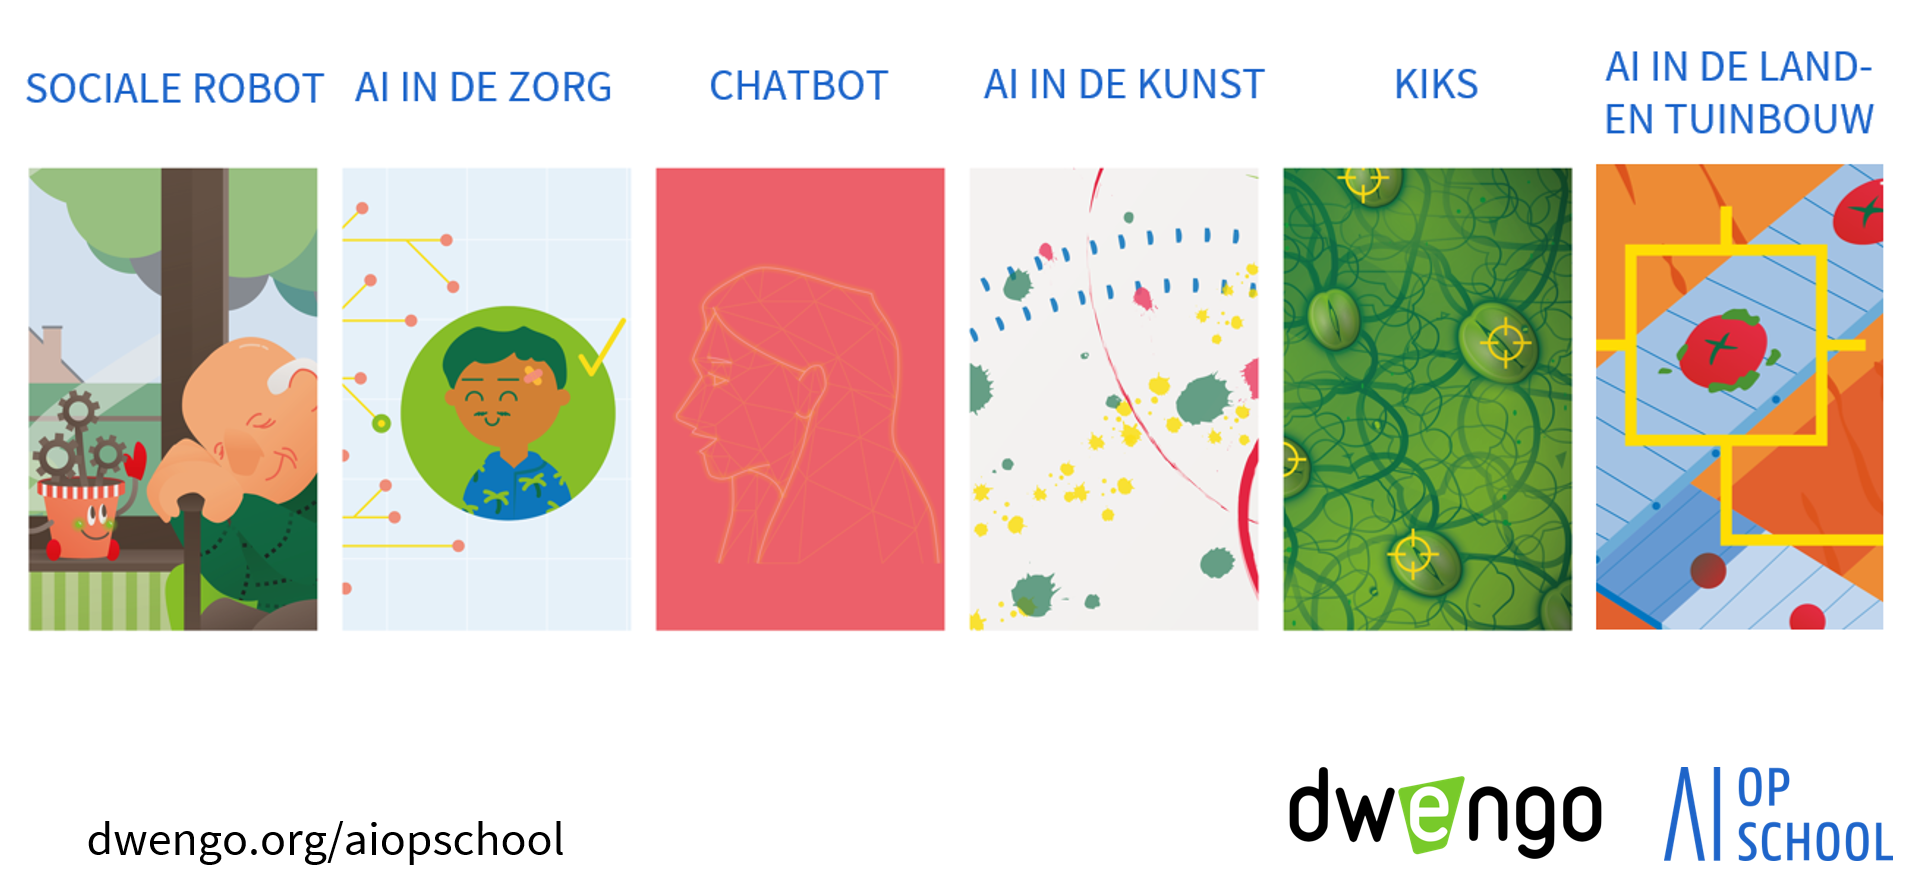 SOCIALE ROBOT
AI IN DE ZORG
CHATBOT
AI IN DE KUNST
KIKS
AI IN DE LAND-
EN TUINBOUW
dwengo.org/aiopschool
dwengo
AI OP
SCHOOL